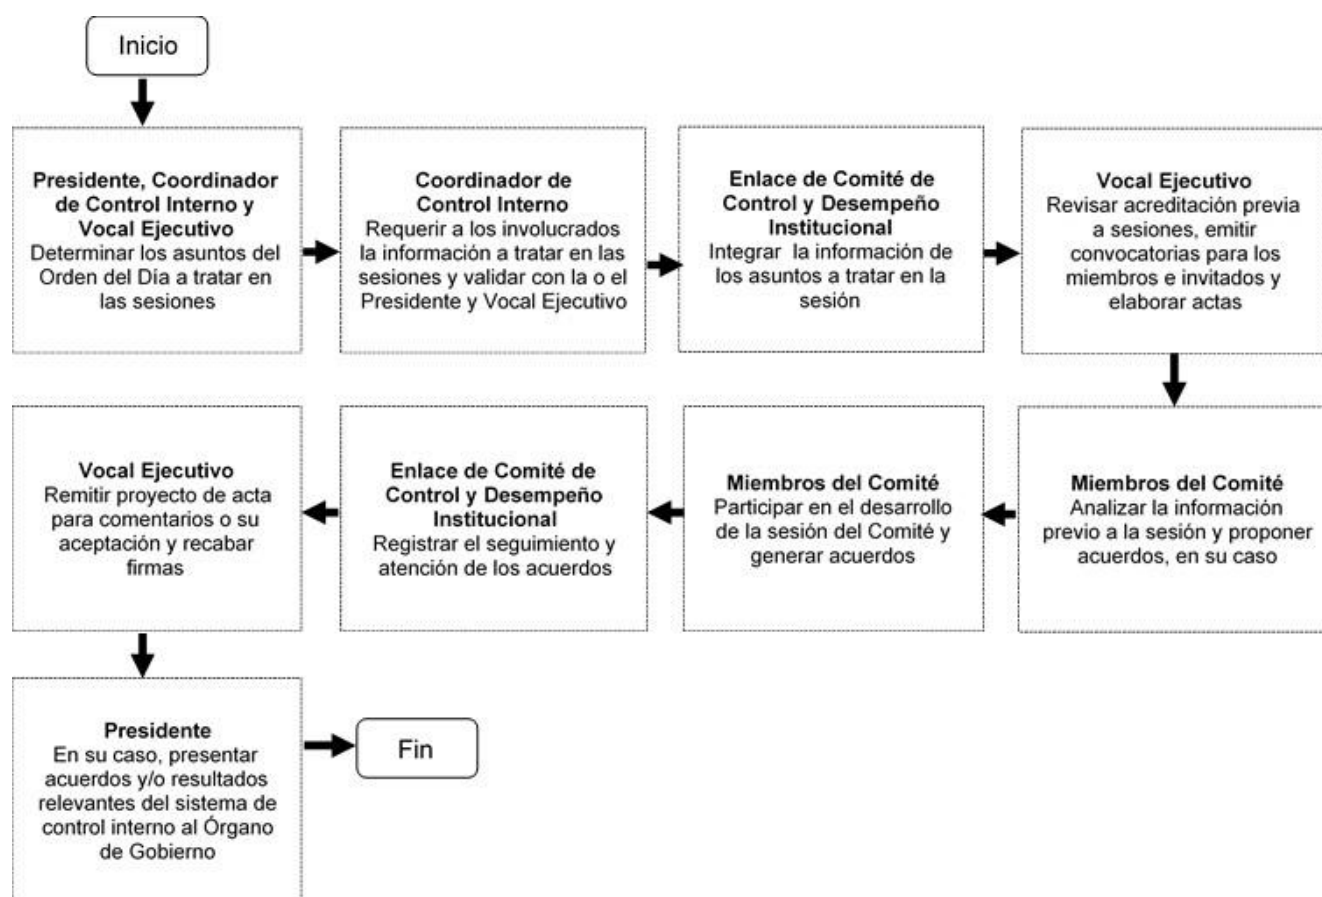 Inicio
Presidente, Coordinador
de Control Interno y
Vocal Ejecutivo
Determinar los asuntos del
Orden del Día a tratar en
las sesiones
Coordinador de
Control Interno
Requerir a los involucrados
la información a tratar en las
sesiones y validar con la o el
Presidente y Vocal Ejecutivo
Enlace de Comité de
Control y Desempeño
Institucional
Integrar la información de
los asuntos a tratar en la
sesión
Vocal Ejecutivo
Revisar acreditación previa
a sesiones, emitir
convocatorias para los
miembros e invitados y
elaborar actas
Miembros del Comité
Analizar la información
previo a la sesión y proponer
acuerdos, en su caso
Miembros del Comité
Participar en el desarrollo
de la sesión del Comité y
generar acuerdos
Enlace de Comité de
Control y Desempeño
Institucional
Registrar el seguimiento y
atención de los acuerdos
Vocal Ejecutivo
Remitir proyecto de acta
para comentarios o su
aceptación y recabar
firmas
Presidente
En su caso, presentar
acuerdos y/o resultados
relevantes del sistema de
control interno al Órgano
de Gobierno
Fin